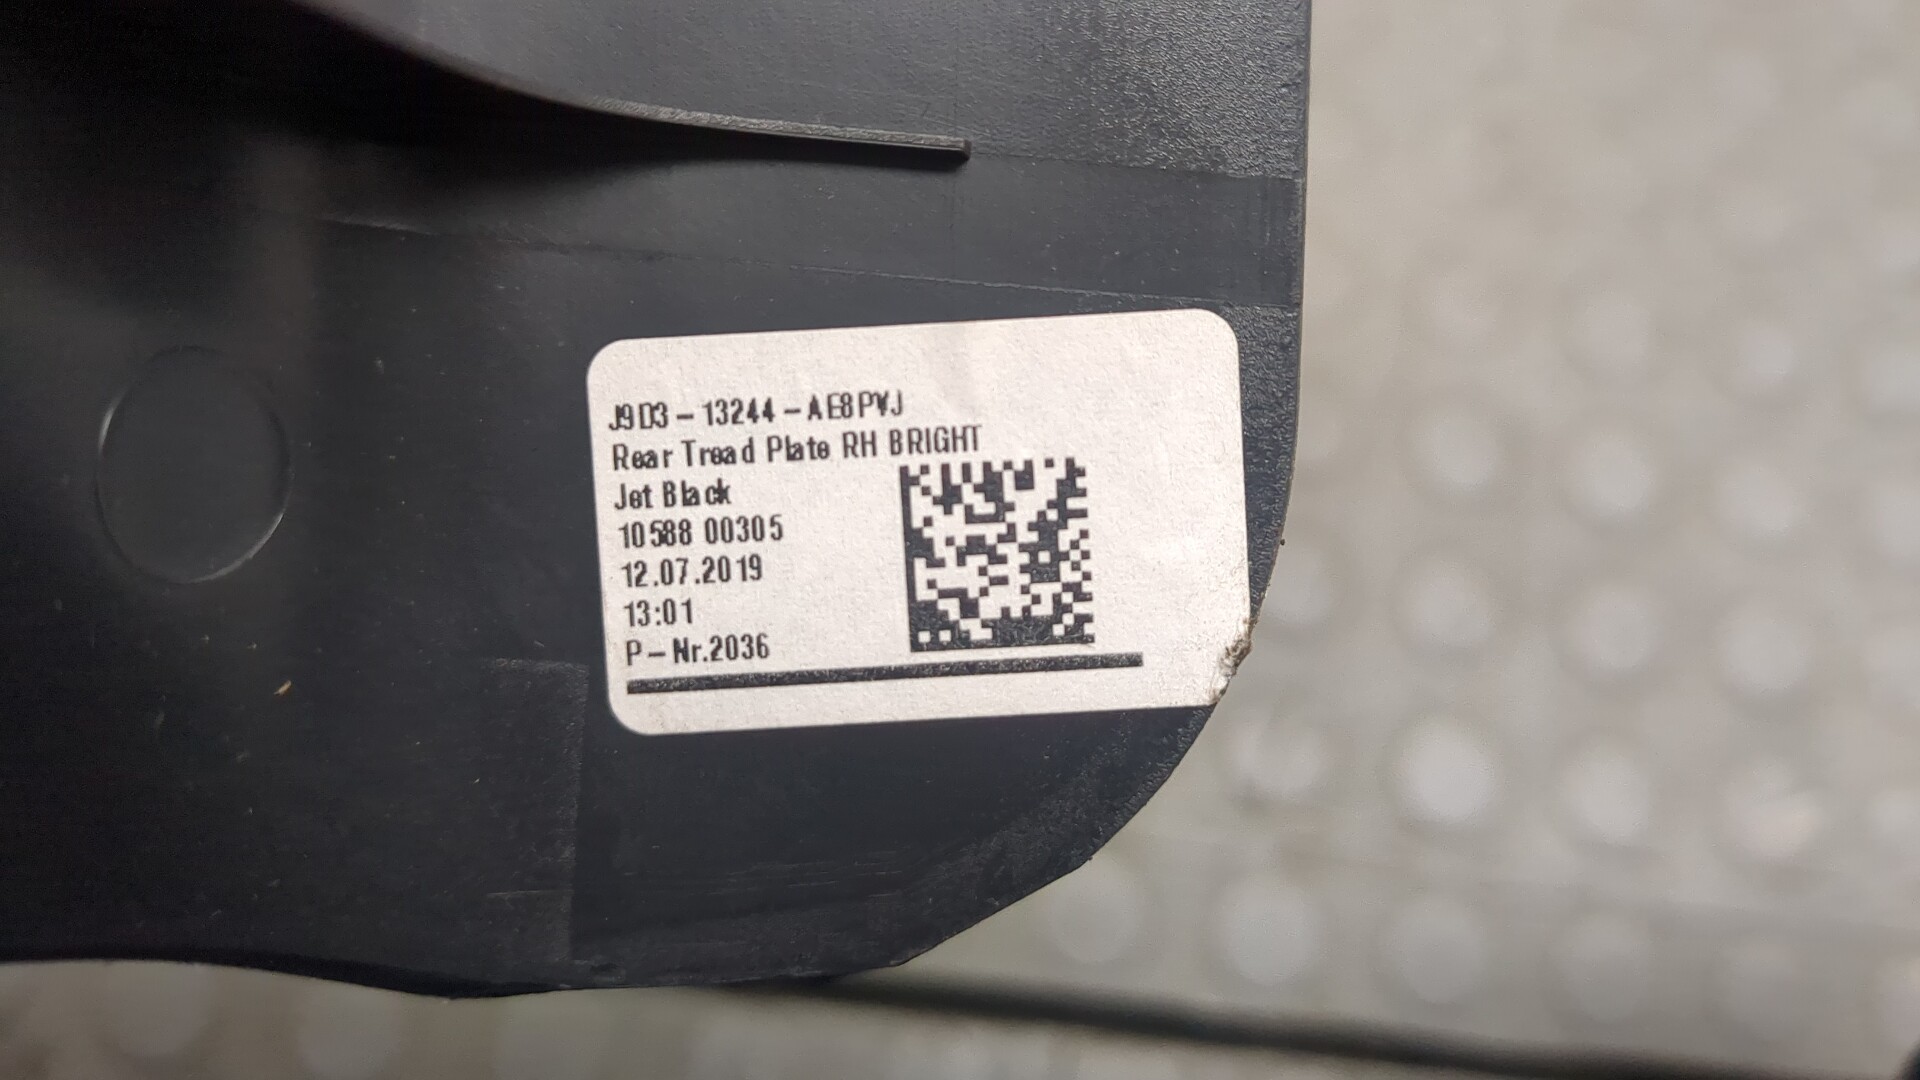 J9D3-13244-AE8PVJ
Rear Tread Plate RH BRIGHT
Jet Black
10588 00305
12.07.2019
13:01
P-Nr.2036